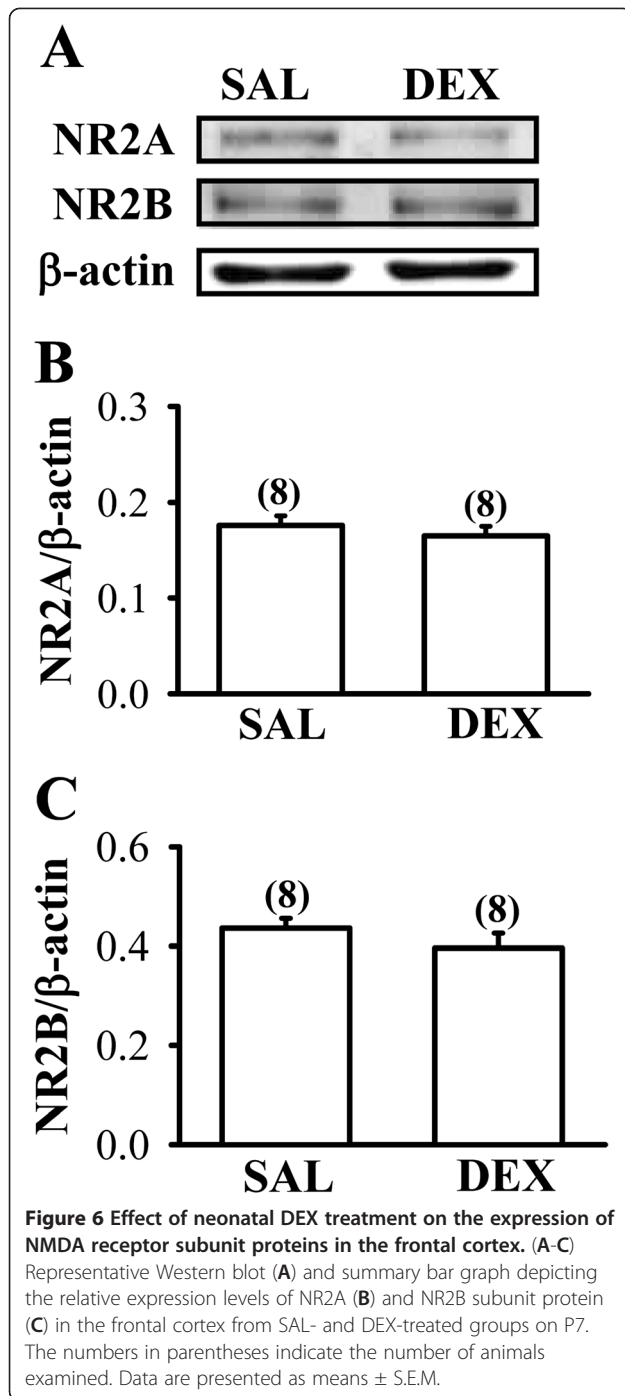 A
SAL DEX
NR2A
NR2B
β-actin
B
NR2A/β-actin
0.3
0.2
0.1
0.0
(8) (8)
SAL DEX
C
NR2B/β-actin
0.6
0.4
0.2
0.0
(8) (8)
SAL DEX
Figure 6 Effect of neonatal DEX treatment on the expression of
NMDA receptor subunit proteins in the frontal cortex. (A-C)
Representative Western blot (A) and summary bar graph depicting
the relative expression levels of NR2A (B) and NR2B subunit protein
(C) in the frontal cortex from SAL- and DEX-treated groups on P7.
The numbers in parentheses indicate the number of animals
examined. Data are presented as means ± S.E.M.